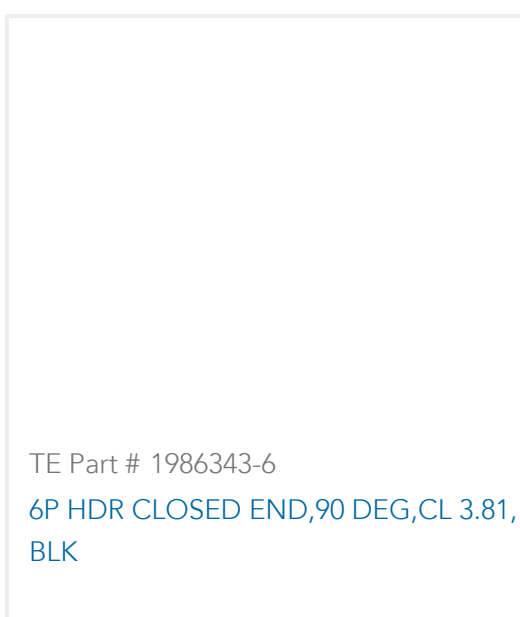 TE Part # 1986343-6
6P HDR CLOSED END,90 DEG,CL 3.81,
BLK